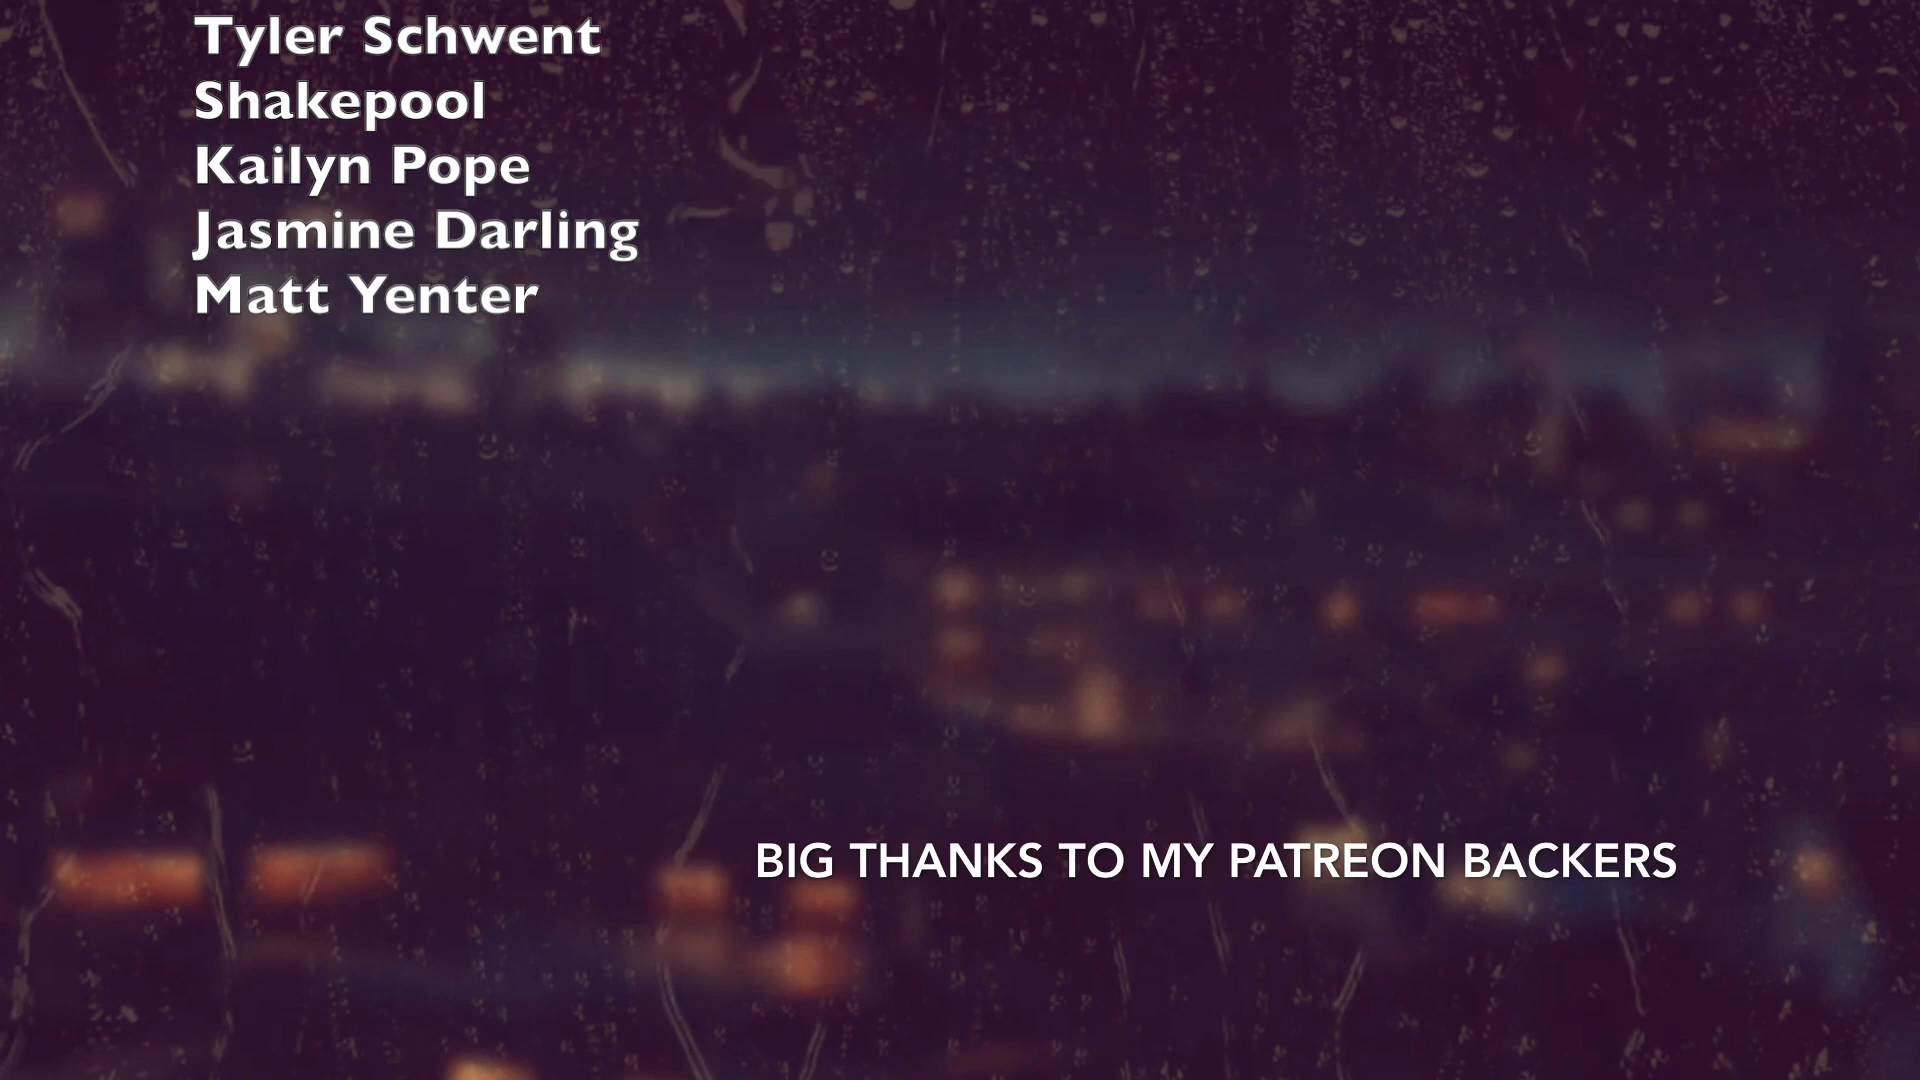 Tyler Schwent
Shakepool
Kailyn Pope
Jasmine Darling
Matt Yenter
BIG THANKS TO MY PATREON BACKERS